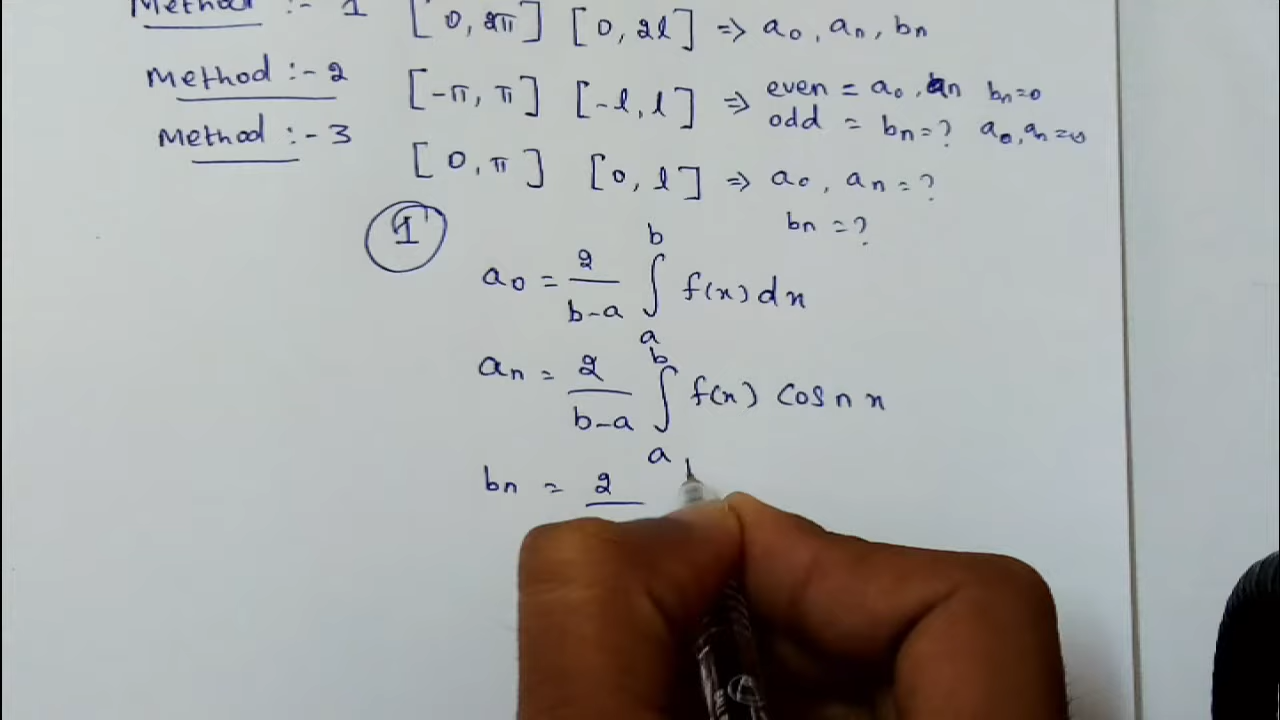 Method :- 1 [0, 2π] [0, 2l] ⇒ a0, an, bn
Method :- 2 [-π, π] [-l, l] ⇒ even = a0, an bn=0
odd = bn=? a0, an=0
Method :- 3 [0, π] [0, l] ⇒ a0, an=?
bn=?
1
a0 = 2/b-a ∫ₐᵇ f(x) dx
an = 2/b-a ∫ₐᵇ f(x) cosnx
bn = 2